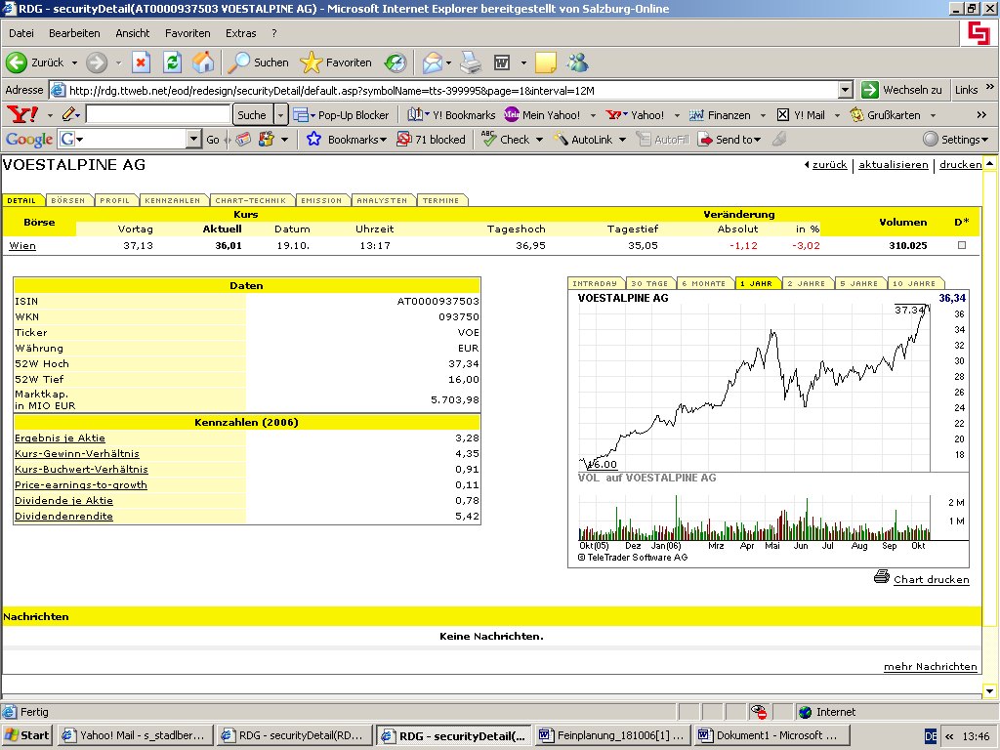 RDG - securityDetail(AT0000937503 VOESTALPINE AG) - Microsoft Internet Explorer bereitgestellt von Salzburg-Online
Datei Bearbeiten Ansicht Favoriten Extras ?
Zurück Suchen Favoriten
Adresse http://rdg.ttweb.net/eod/redesign/securityDetail/default.asp?symbolName=tts-399995&page=1&interval=12M Wechseln zu Links »
Y! Suche Pop-Up Blocker Y! Bookmarks Mein Yahoo! Yahoo! Finanzen Y! Mail Grußkarten »
Google G Go Bookmarks 71 blocked Check AutoLink AutoFill Send to Settings
VOESTALPINE AG
zurück | aktualisieren | drucken
DETAIL BÖRSEN PROFIL KENNZAHLEN CHART-TECHNIK EMISSION ANALYSTEN TERMINE
Börse Kurs Veränderung Volumen D*
Vortag Aktuell Datum Uhrzeit Tageshoch Tagestief Absolut in %
Wien 37,13 36,01 19.10. 13:17 36,95 35,05 -1,12 -3,02 310.025
Daten
ISIN AT0000937503
WKN 093750
Ticker VOE
Währung EUR
52W Hoch 37,34
52W Tief 16,00
Marktkap.
in MIO EUR 5.703,98
Kennzahlen (2006)
Ergebnis je Aktie 3,28
Kurs-Gewinn-Verhältnis 4,35
Kurs-Buchwert-Verhältnis 0,91
Price-earnings-to-growth 0,11
Dividende je Aktie 0,78
Dividendenrendite 5,42
INTRADAY 30 TAGE 6 MONATE 1 JAHR 2 JAHRE 5 JAHRE 10 JAHRE
VOESTALPINE AG 36,34
37.34
36
34
32
30
28
26
24
22
20
18
16.00
VOL auf VOESTALPINE AG
2 M
1 M
Okt(05) Dez Jan(06) Mrz Apr Mai Jun Jul Aug Sep Okt
© TeleTrader Software AG
Chart drucken
Nachrichten
Keine Nachrichten.
mehr Nachrichten
Fertig Internet
Start Yahoo! Mail - s_stadlber... RDG - securityDetail(RD... RDG - securityDetail(... Feinplanung_181006[1] ... Dokument1 - Microsoft ... DE « 13:46